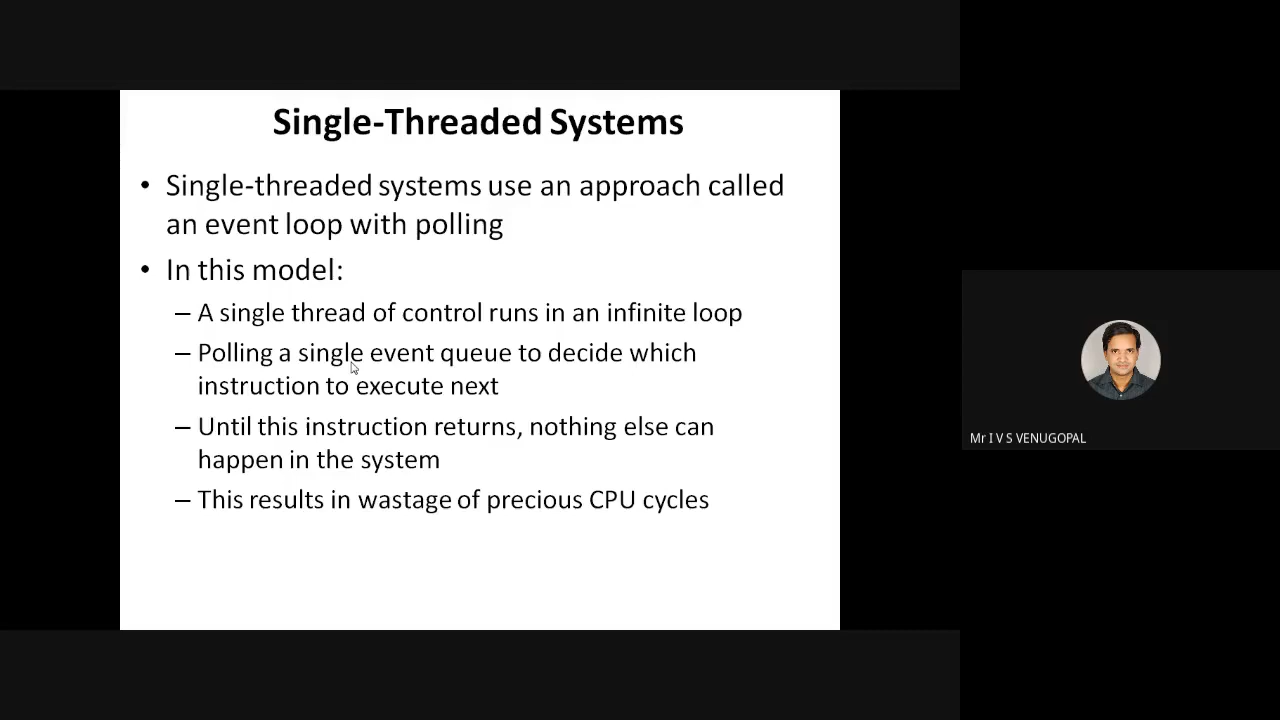 Single-Threaded Systems
• Single-threaded systems use an approach called
an event loop with polling
• In this model:
– A single thread of control runs in an infinite loop
– Polling a single event queue to decide which
instruction to execute next
– Until this instruction returns, nothing else can
happen in the system
– This results in wastage of precious CPU cycles
Mr I V S VENUGOPAL